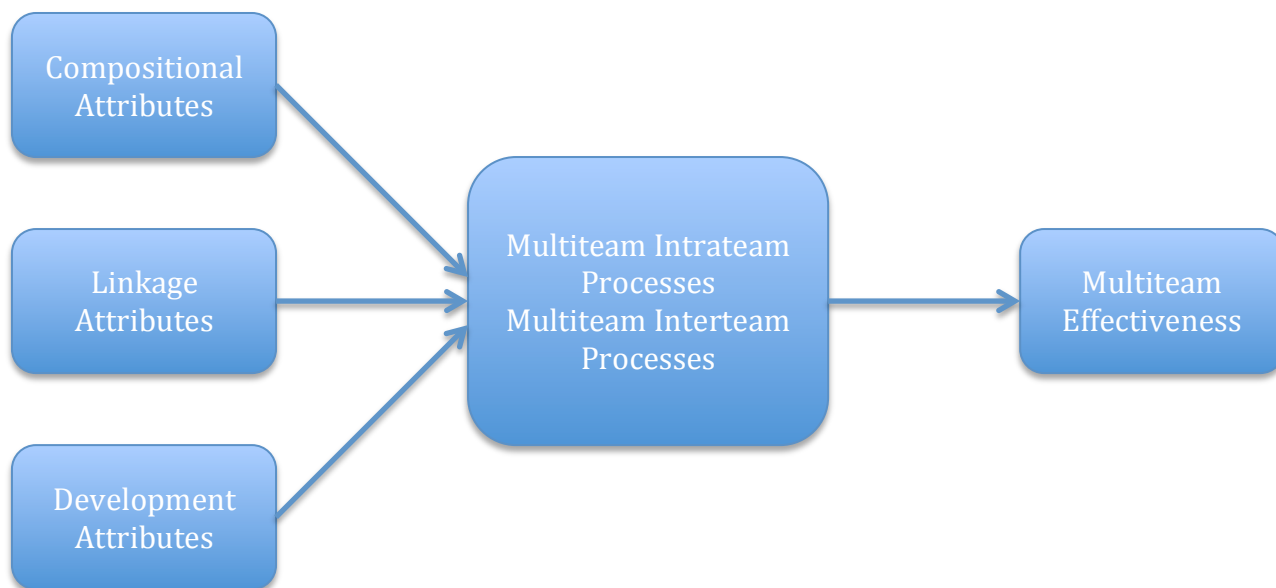 Compositional
Attributes
Linkage
Attributes
Development
Attributes
Multiteam Intrateam
Processes
Multiteam Interteam
Processes
Multiteam
Effectiveness